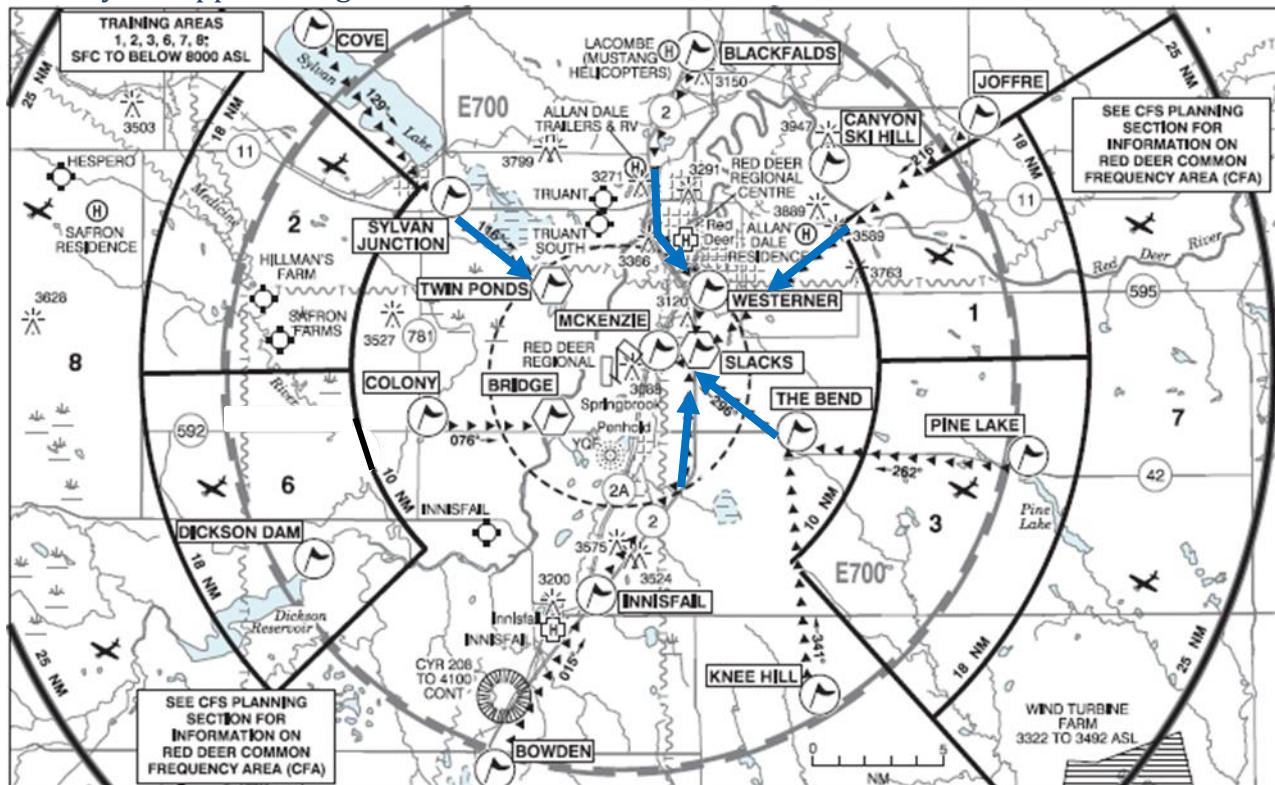 TRAINING AREAS
1, 2, 3, 6, 7, 8;
SFC TO BELOW 8000 ASL
COVE
LACOMBE
(MUSTANG
HELICOPTERS)
H
BLACKFALDS
3150
JOFFRE
25 NM
25 NM
Sylvan
Lake
129°
E700
ALLAN DALE
TRAILERS & RV
2
CANYON
SKI HILL
3947
SEE CFS PLANNING
SECTION FOR
INFORMATION ON
RED DEER COMMON
FREQUENCY AREA (CFA)
3503
18 NM
11
3799
H
3271
3291
RED DEER
REGIONAL
CENTRE
216°
18 NM
HESPERO
H
SAFRON
RESIDENCE
Medicine
2
TRUANT
3889
11
SYLVAN
JUNCTION
116°
TRUANT
SOUTH
H
Red
Deer
ALLAN
DALE
RESIDENCE
H
3589
HILLMAN'S
FARM
3366
3763
Red Deer River
TWIN PONDS
3120
WESTERNER
595
3628
SAFRON
FARMS
3527
781
MCKENZIE
1
8
RED DEER
REGIONAL
SLACKS
River
COLONY
BRIDGE
3088
Springbrook
296°
THE BEND
7
592
076°
Penhold
YQF
PINE LAKE
6
10 NM
2A
262°
42
INNISFAIL
2
10 NM
3
Pine
Lake
DICKSON DAM
3575
E700
18 NM
3200
3524
Dickson
Reservoir
Innisfail
INNISFAIL
H
INNISFAIL
341°
25 NM
CYR 208
TO 4100
CONT
015°
KNEE HILL
18 NM
25 NM
SEE CFS PLANNING
SECTION FOR
INFORMATION ON
RED DEER COMMON
FREQUENCY AREA (CFA)
WIND TURBINE
FARM
3322 TO 3492 ASL
BOWDEN
0 5
NM